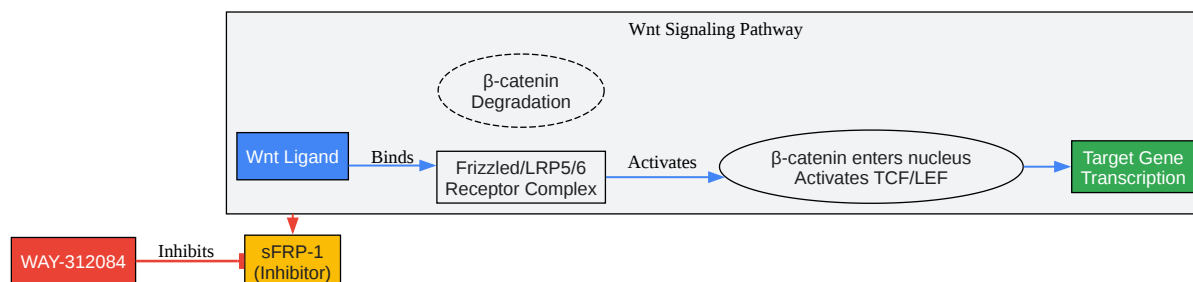 Wnt Signaling Pathway
β-catenin
Degradation
Wnt Ligand
Binds
Frizzled/LRP5/6
Receptor Complex
Activates
β-catenin enters nucleus
Activates TCF/LEF
Target Gene
Transcription
WAY-312084
Inhibits
sFRP-1
(Inhibitor)